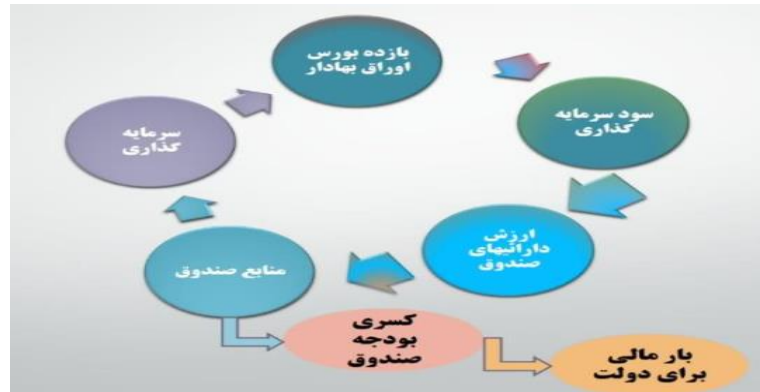 بازده بورس
اوراق بهادار
سود سرمایه
گذاری
ارزش
دارائیهای
صندوق
منابع صندوق
سرمایه
گذاری
کسری
بودجه
صندوق
بار مالی
برای دولت